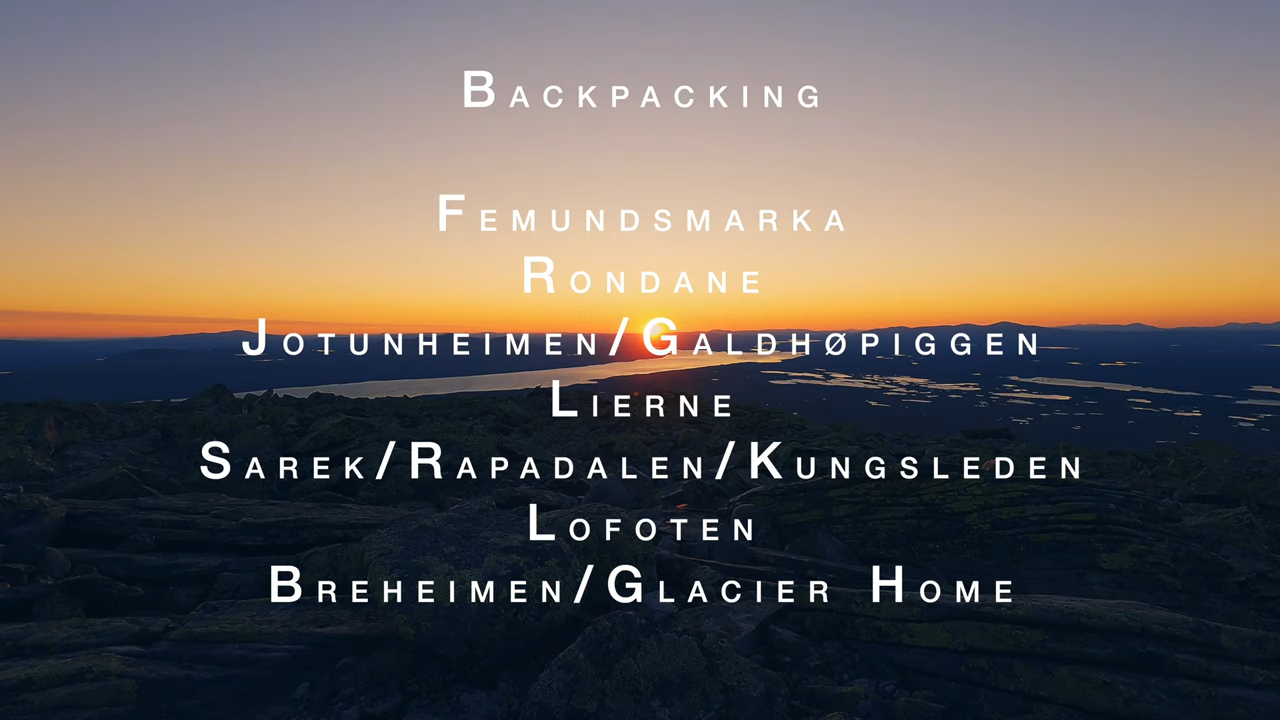 Backpacking
Femundsmarka
Rondane
Jotunheimen/Galdhøpiggen
Lierne
Sarek/Rapadalen/Kungsleden
Lofoten
Breheimen/Glacier Home